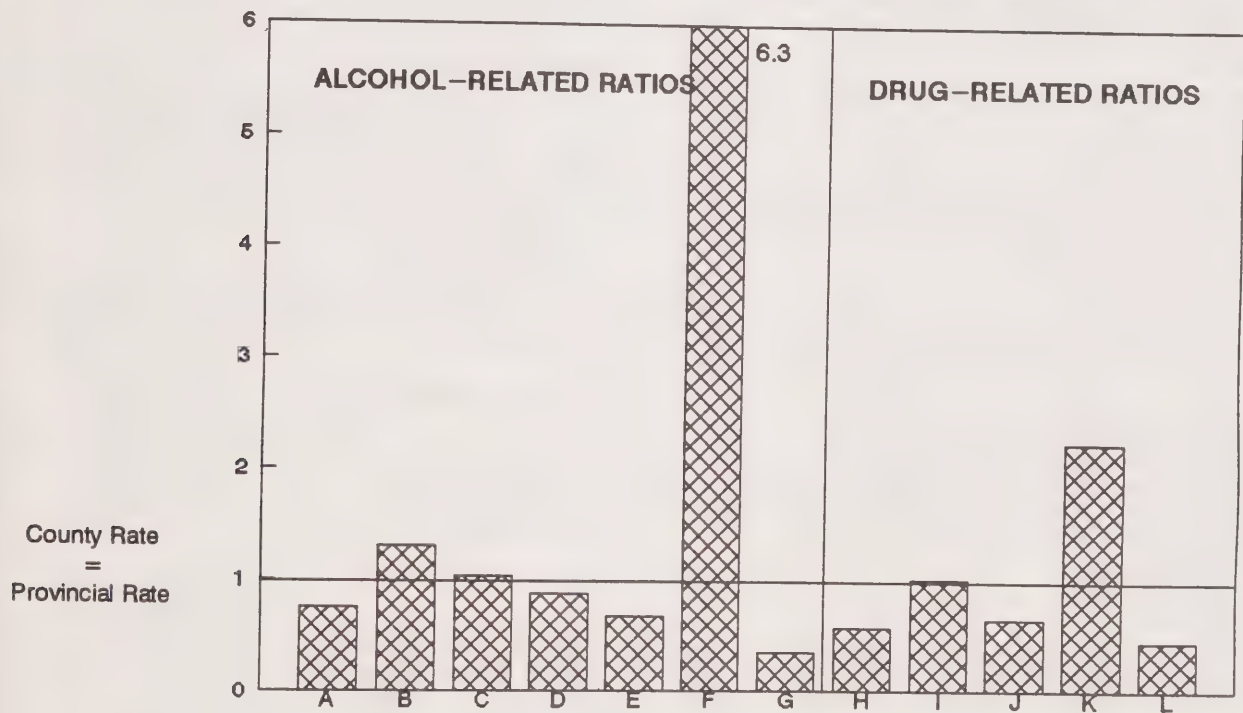 6
6.3
ALCOHOL-RELATED RATIOS
DRUG-RELATED RATIOS
5
4
3
2
County Rate
=
Provincial Rate
1
0
A B C D E F G H I J K L